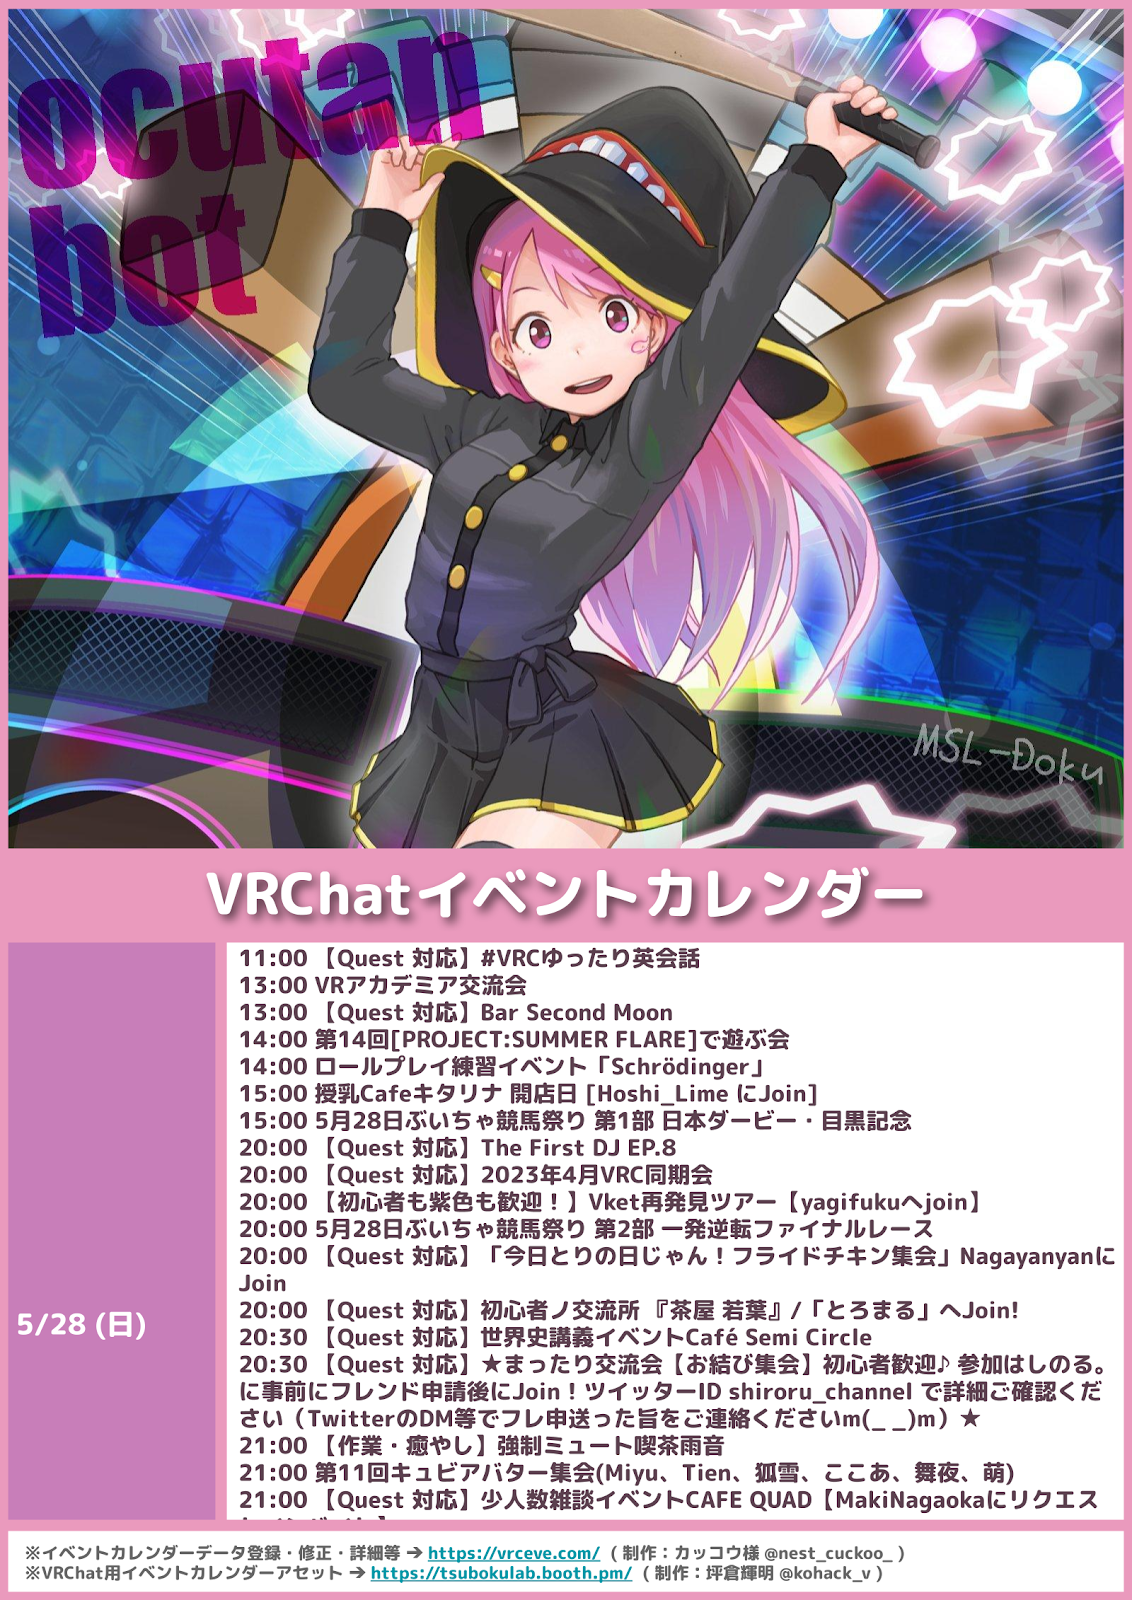 ocutan
bot
MSL-Doku
VRChatイベントカレンダー
5/28 (日)
11:00 【Quest 対応】#VRCゆったり英会話
13:00 VRアカデミア交流会
13:00 【Quest 対応】Bar Second Moon
14:00 第14回[PROJECT:SUMMER FLARE]で遊ぶ会
14:00 ロールプレイ練習イベント「Schrödinger」
15:00 授乳Cafeキタリナ 開店日 [Hoshi_Lime にJoin]
15:00 5月28日ぶいちゃ競馬祭り 第1部 日本ダービー・目黒記念
20:00 【Quest 対応】The First DJ EP.8
20:00 【Quest 対応】2023年4月VRC同期会
20:00 【初心者も紫色も歓迎！】Vket再発見ツアー【yagifukuへjoin】
20:00 5月28日ぶいちゃ競馬祭り 第2部 一発逆転ファイナルレース
20:00 【Quest 対応】「今日とりの日じゃん！フライドチキン集会」Nagayanyanに
Join
20:00 【Quest 対応】初心者ノ交流所 『茶屋 若葉』/「とろまる」へJoin!
20:30 【Quest 対応】世界史講義イベントCafé Semi Circle
20:30 【Quest 対応】★まったり交流会【お結び集会】初心者歓迎♪ 参加はしのる。
に事前にフレンド申請後にJoin！ツイッターID shiroru_channel で詳細ご確認くだ
さい（TwitterのDM等でフレ申送った旨をご連絡くださいm(_ _)m）★
21:00 【作業・癒やし】強制ミュート喫茶雨音
21:00 第11回キュビアバター集会(Miyu、Tien、狐雪、ここあ、舞夜、萌)
21:00 【Quest 対応】少人数雑談イベントCAFE QUAD【MakiNagaokaにリクエス
※イベントカレンダーデータ登録・修正・詳細等 ➔ https://vrceve.com/ ( 制作：カッコウ様 @nest_cuckoo_ )
※VRChat用イベントカレンダーアセット ➔ https://tsubokulab.booth.pm/ ( 制作：坪倉輝明 @kohack_v )